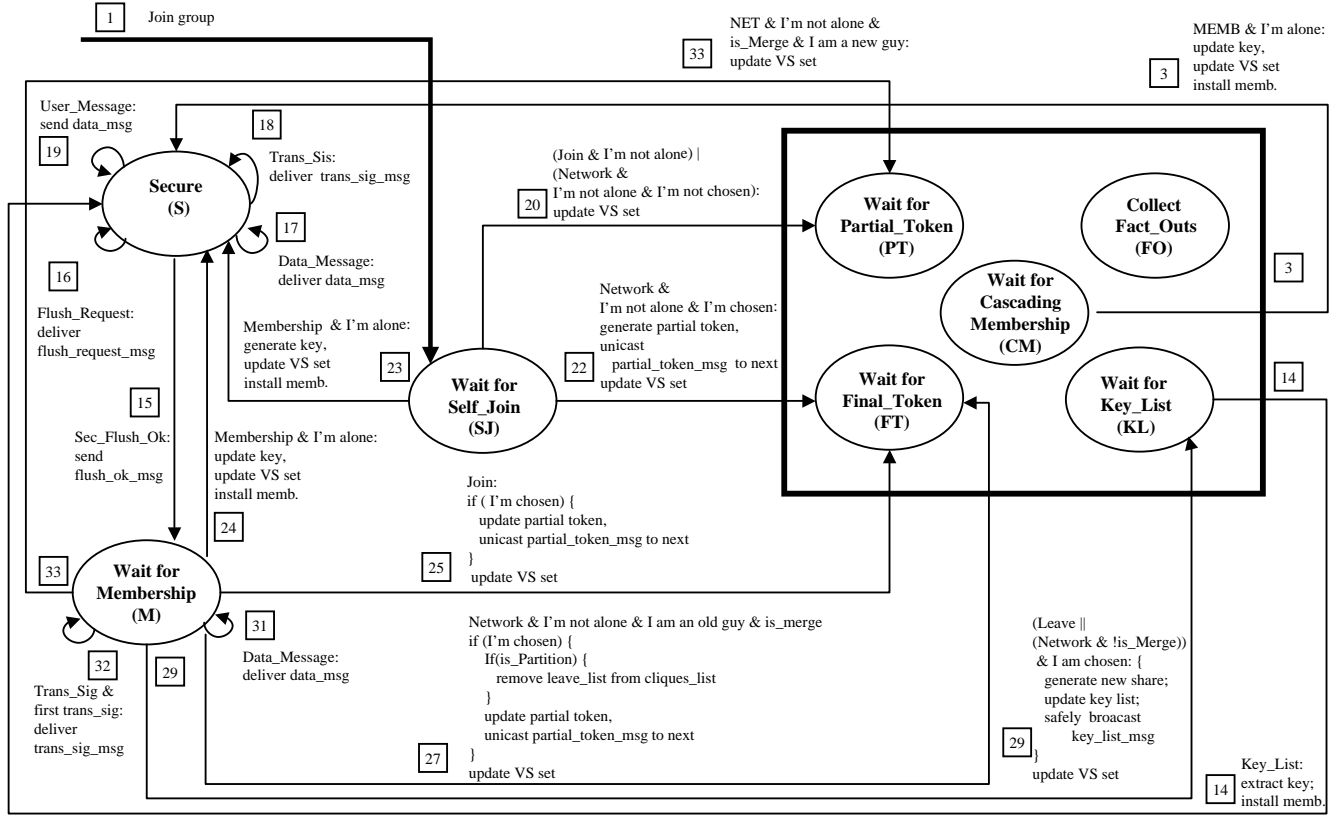 1
Join group
NET & I'm not alone &
is_Merge & I am a new guy:
update VS set
33
MEMB & I'm alone:
update key,
update VS set
install memb.
3
User_Message:
send data_msg
19
18
Trans_Sis:
deliver trans_sig_msg
Secure
(S)
17
Data_Message:
deliver data_msg
16
Flush_Request:
deliver
flush_request_msg
(Join & I'm not alone) |
(Network &
I'm not alone & I'm not chosen):
update VS set
20
Wait for
Partial_Token
(PT)
Collect
Fact_Outs
(FO)
Wait for
Cascading
Membership
(CM)
3
Network &
I'm not alone & I'm chosen:
generate partial token,
unicast
partial_token_msg to next
update VS set
22
Membership & I'm alone:
generate key,
update VS set
install memb.
23
Wait for
Self_Join
(SJ)
Wait for
Final_Token
(FT)
Wait for
Key_List
(KL)
14
15
Sec_Flush_Ok:
send
flush_ok_msg
Membership & I'm alone:
update key,
update VS set
install memb.
24
Join:
if ( I'm chosen) {
update partial token,
unicast partial_token_msg to next
}
update VS set
25
33
Wait for
Membership
(M)
31
Data_Message:
deliver data_msg
32
Trans_Sig &
first trans_sig:
deliver
trans_sig_msg
29
Network & I'm not alone & I am an old guy & is_merge
if (I'm chosen) {
If(is_Partition) {
remove leave_list from cliques_list
}
update partial token,
unicast partial_token_msg to next
}
update VS set
27
(Leave ||
(Network & !is_Merge))
& I am chosen: {
generate new share;
update key list;
safely broacast
key_list_msg
}
update VS set
29
14
Key_List:
extract key;
install memb.